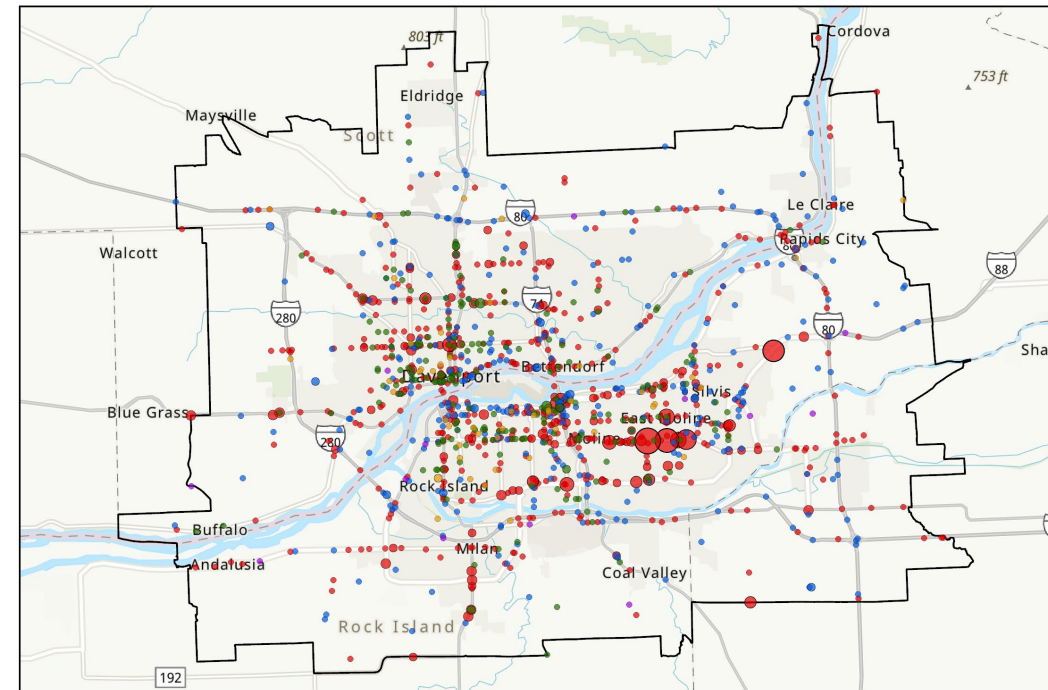 Cordova
803 ft
753 ft
Eldridge
Maysville
Scott
Le Claire
80
Rapids City
80
Walcott
88
74
280
80
Sha
Bettendorf
Davenport
Silvis
Blue Grass
East Moline
280
Moline
Rock Island
Buffalo
Milan
Andalusia
Coal Valley
Rock Island
192